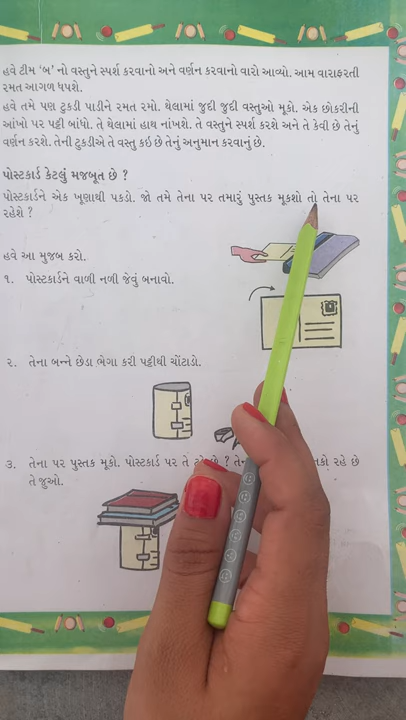 હવે ટીમ ‘બ’ નો વસ્તુને સ્પર્શ કરવાનો અને વર્ણન કરવાનો વારો આવ્યો. આમ વારાફરતી
રમત આગળ ધપશે.
હવે તમે પણ ટુકડી પાડીને રમત રમો. થેલામાં જુદી જુદી વસ્તુઓ મૂકો. એક છોકરીની
આંખો પર પટ્ટી બાંધો. તે થેલામાં હાથ નાંખશે. તે વસ્તુને સ્પર્શ કરશે અને તે કેવી છે તેનું
વર્ણન કરશે. તેની ટુકડીએ તે વસ્તુ કઇ છે તેનું અનુમાન કરવાનું છે.
પોસ્ટકાર્ડ કેટલું મજબૂત છે ?
પોસ્ટકાર્ડને એક ખૂણાથી પકડો. જો તમે તેના પર તમારું પુસ્તક મૂકશો તો તેના પર
રહેશે ?
હવે આ મુજબ કરો.
૧. પોસ્ટકાર્ડને વાળી નળી જેવું બનાવો.
૨. તેના બન્ને છેડા ભેગા કરી પટ્ટીથી ચોંટાડો.
૩. તેના પર પુસ્તક મૂકો. પોસ્ટકાર્ડ પર તે છે ? રહે છે
તે જુઓ.